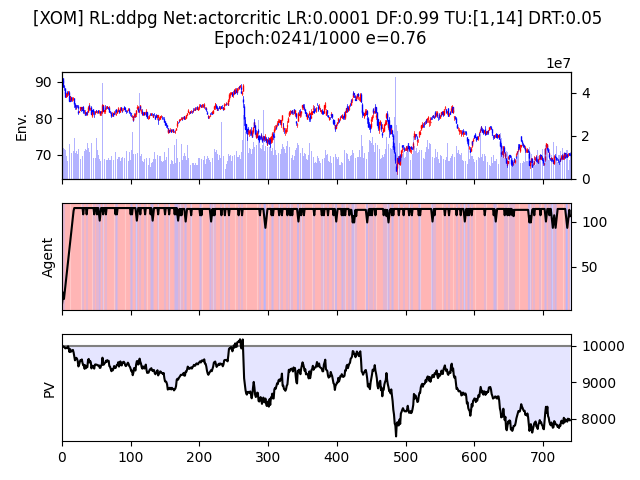 [XOM] RL:ddpg Net:actorcritic LR:0.0001 DF:0.99 TU:[1,14] DRT:0.05
Epoch:0241/1000 e=0.76
1e7
90
80
70
Env.
4
2
0
Agent
100
50
PV
10000
9000
8000
0 100 200 300 400 500 600 700